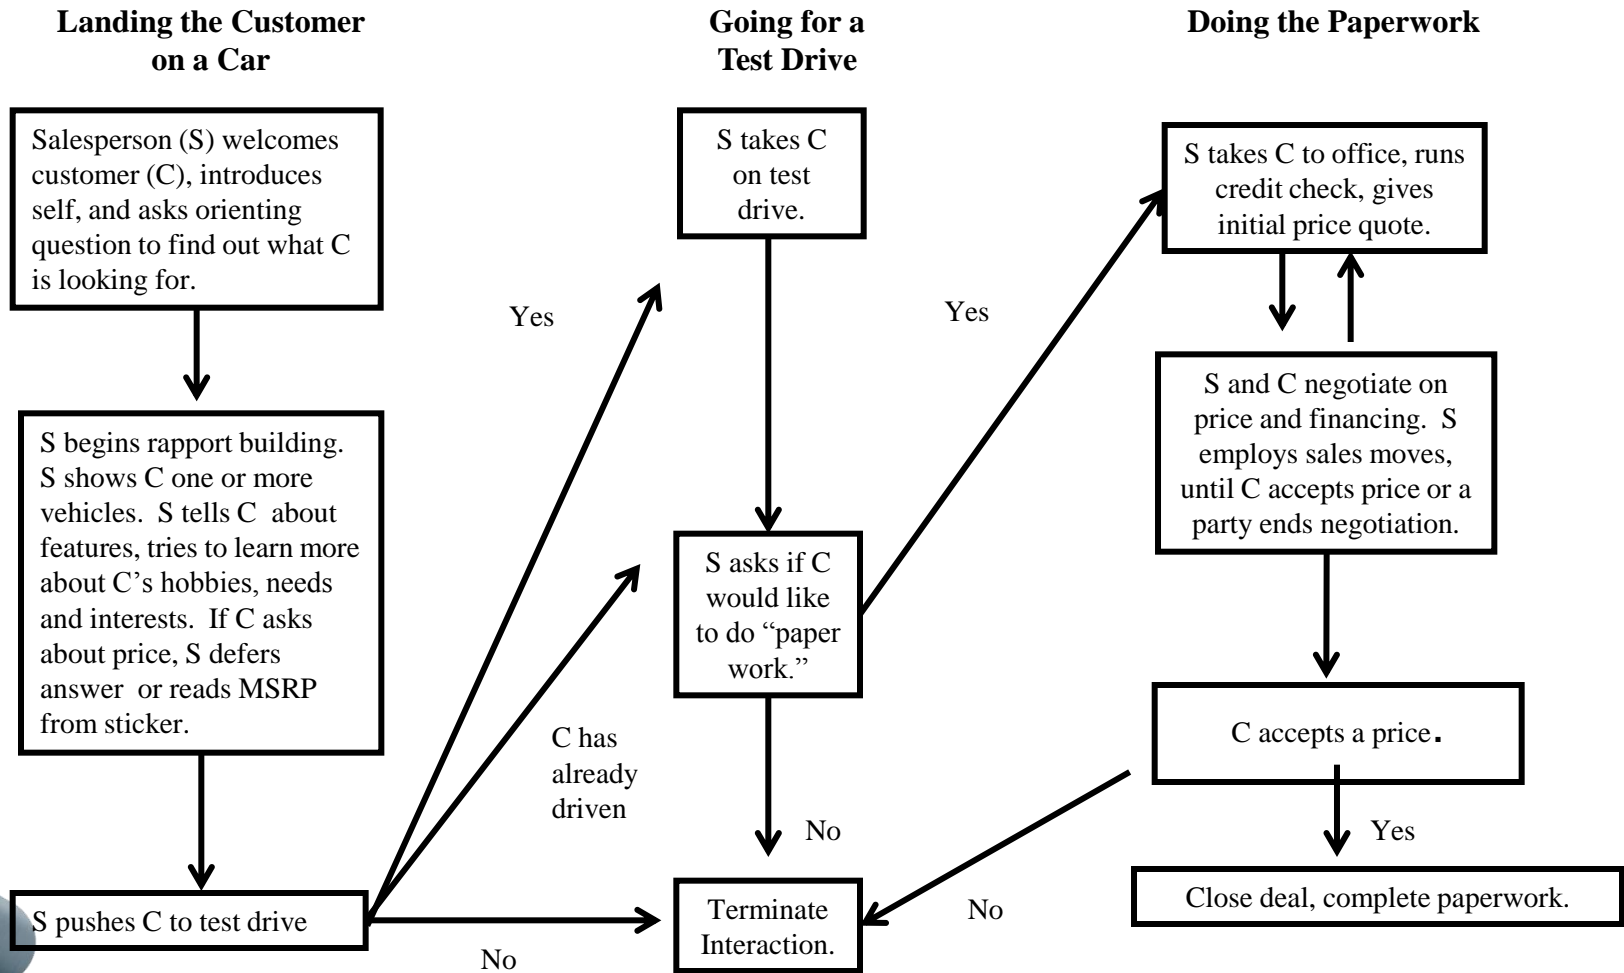 Landing the Customer
on a Car
Salesperson (S) welcomes
customer (C), introduces
self, and asks orienting
question to find out what C
is looking for.
S begins rapport building.
S shows C one or more
vehicles.  S tells C  about
features, tries to learn more
about C’s hobbies, needs
and interests.  If C asks
about price, S defers
answer  or reads MSRP
from sticker.
S pushes C to test drive
Yes
C has
already
driven
No
Going for a
Test Drive
S takes C
on test
drive.
S asks if C
would like
to do “paper
work.”
No
Terminate
Interaction.
Yes
Doing the Paperwork
S takes C to office, runs
credit check, gives
initial price quote.
S and C negotiate on
price and financing.  S
employs sales moves,
until C accepts price or a
party ends negotiation.
C accepts a price.
No
Yes
Close deal, complete paperwork.